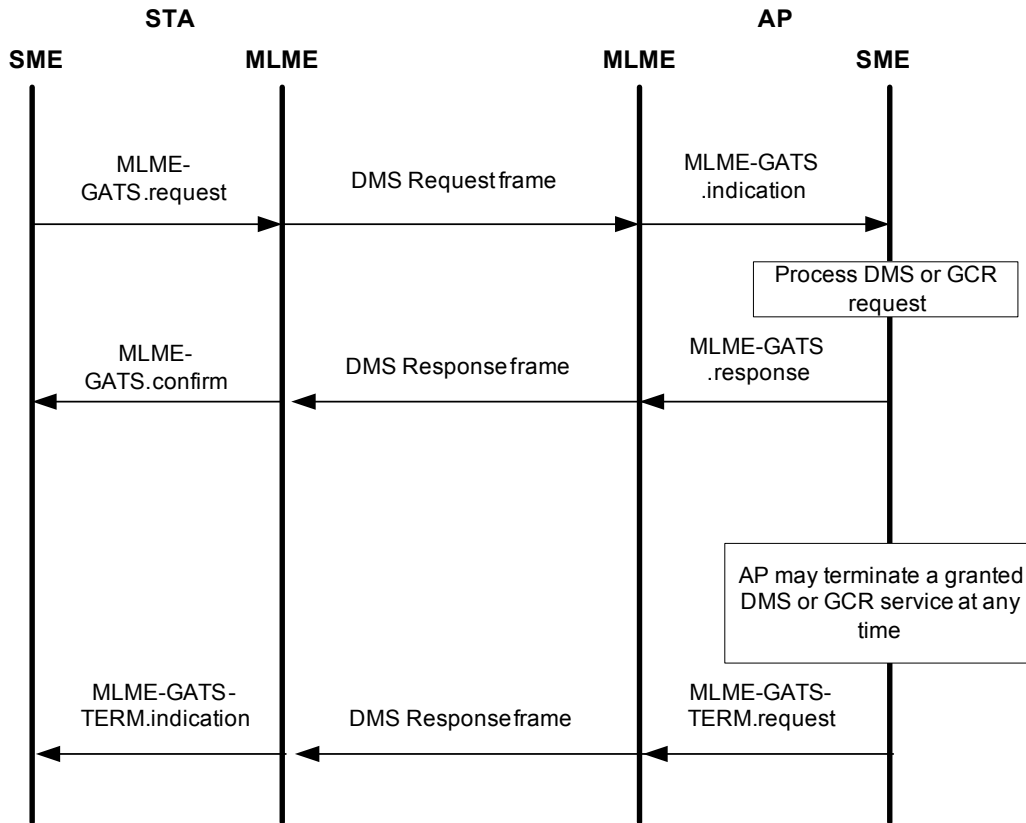 STA
AP
SME
MLME
MLME
SME
MLME-
GATS.request
DMS Request frame
MLME-GATS
.indication
Process DMS or GCR
request
MLME-
GATS.confirm
DMS Response frame
MLME-GATS
.response
AP may terminate a granted
DMS or GCR service at any
time
MLME-GATS-
TERM.indication
DMS Response frame
MLME-GATS-
TERM.request